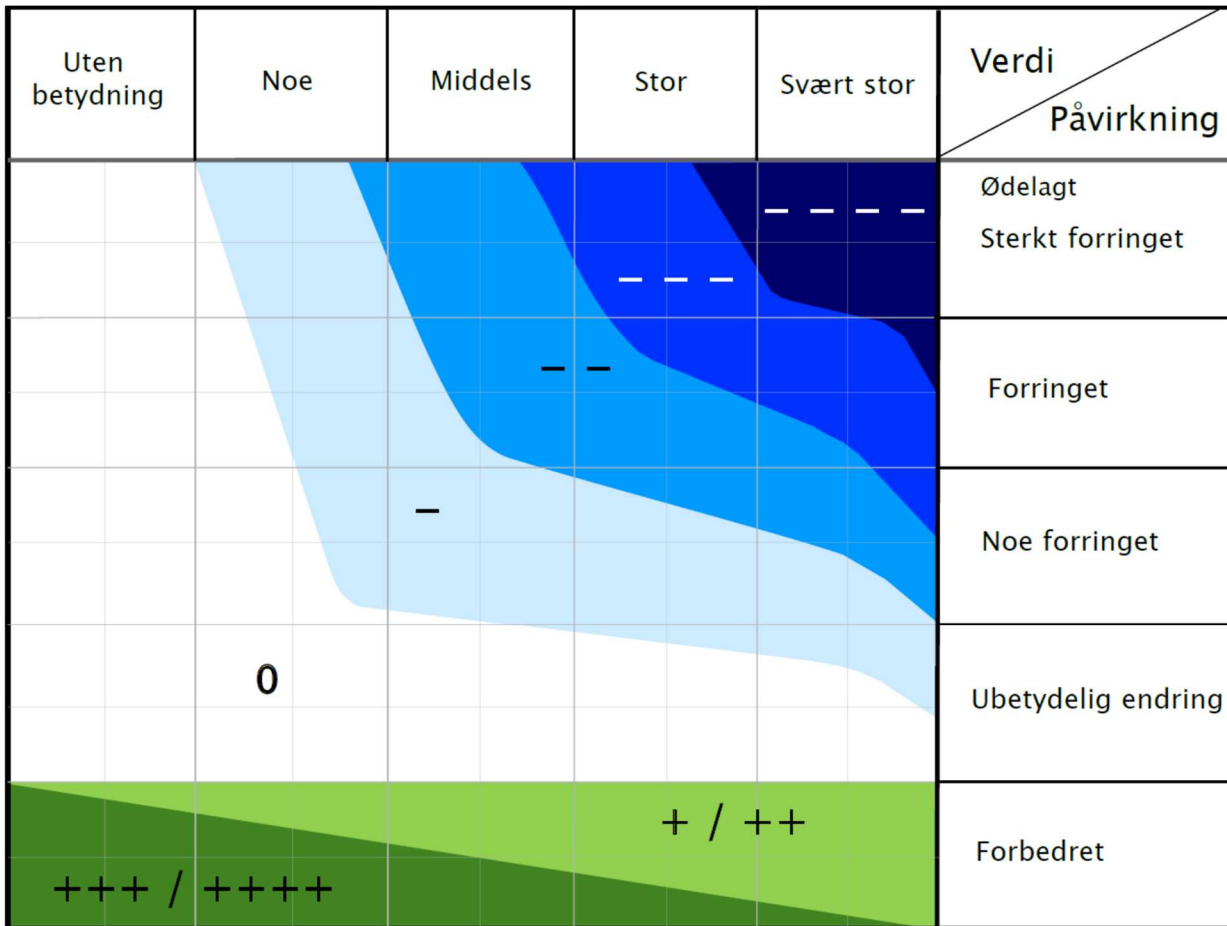 Uten
betydning
Noe
Middels
Stor
Svært stor
Verdi
Påvirkning
Ødelagt
Sterkt forringet
Forringet
Noe forringet
Ubetydelig endring
Forbedret
– – – –
– – –
– –
–
0
+ / ++
+++ / ++++